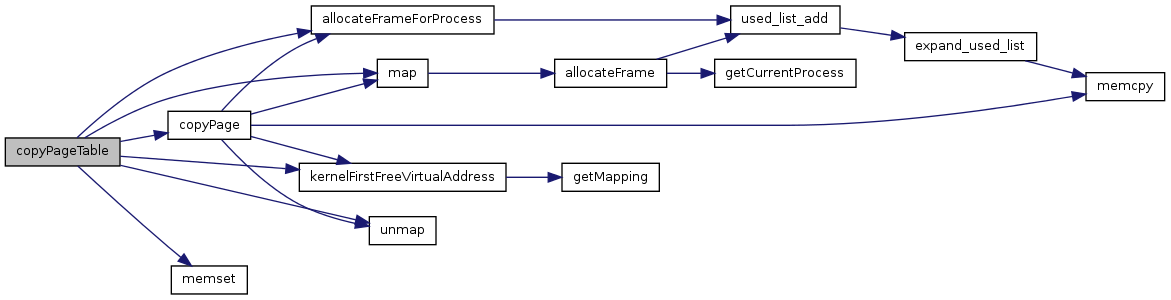 copyPageTable
copyPage
memset
allocateFrameForProcess
map
kernelFirstFreeVirtualAddress
unmap
allocateFrame
getMapping
used_list_add
getCurrentProcess
expand_used_list
memcpy